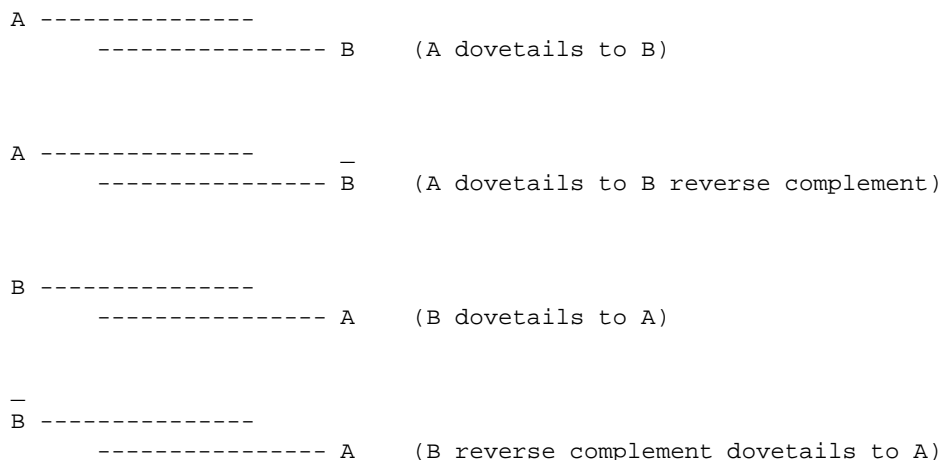 A ---------------
---------------- B (A dovetails to B)
A --------------- _
---------------- B (A dovetails to B reverse complement)
B ---------------
---------------- A (B dovetails to A)
_
B ---------------
---------------- A (B reverse complement dovetails to A)